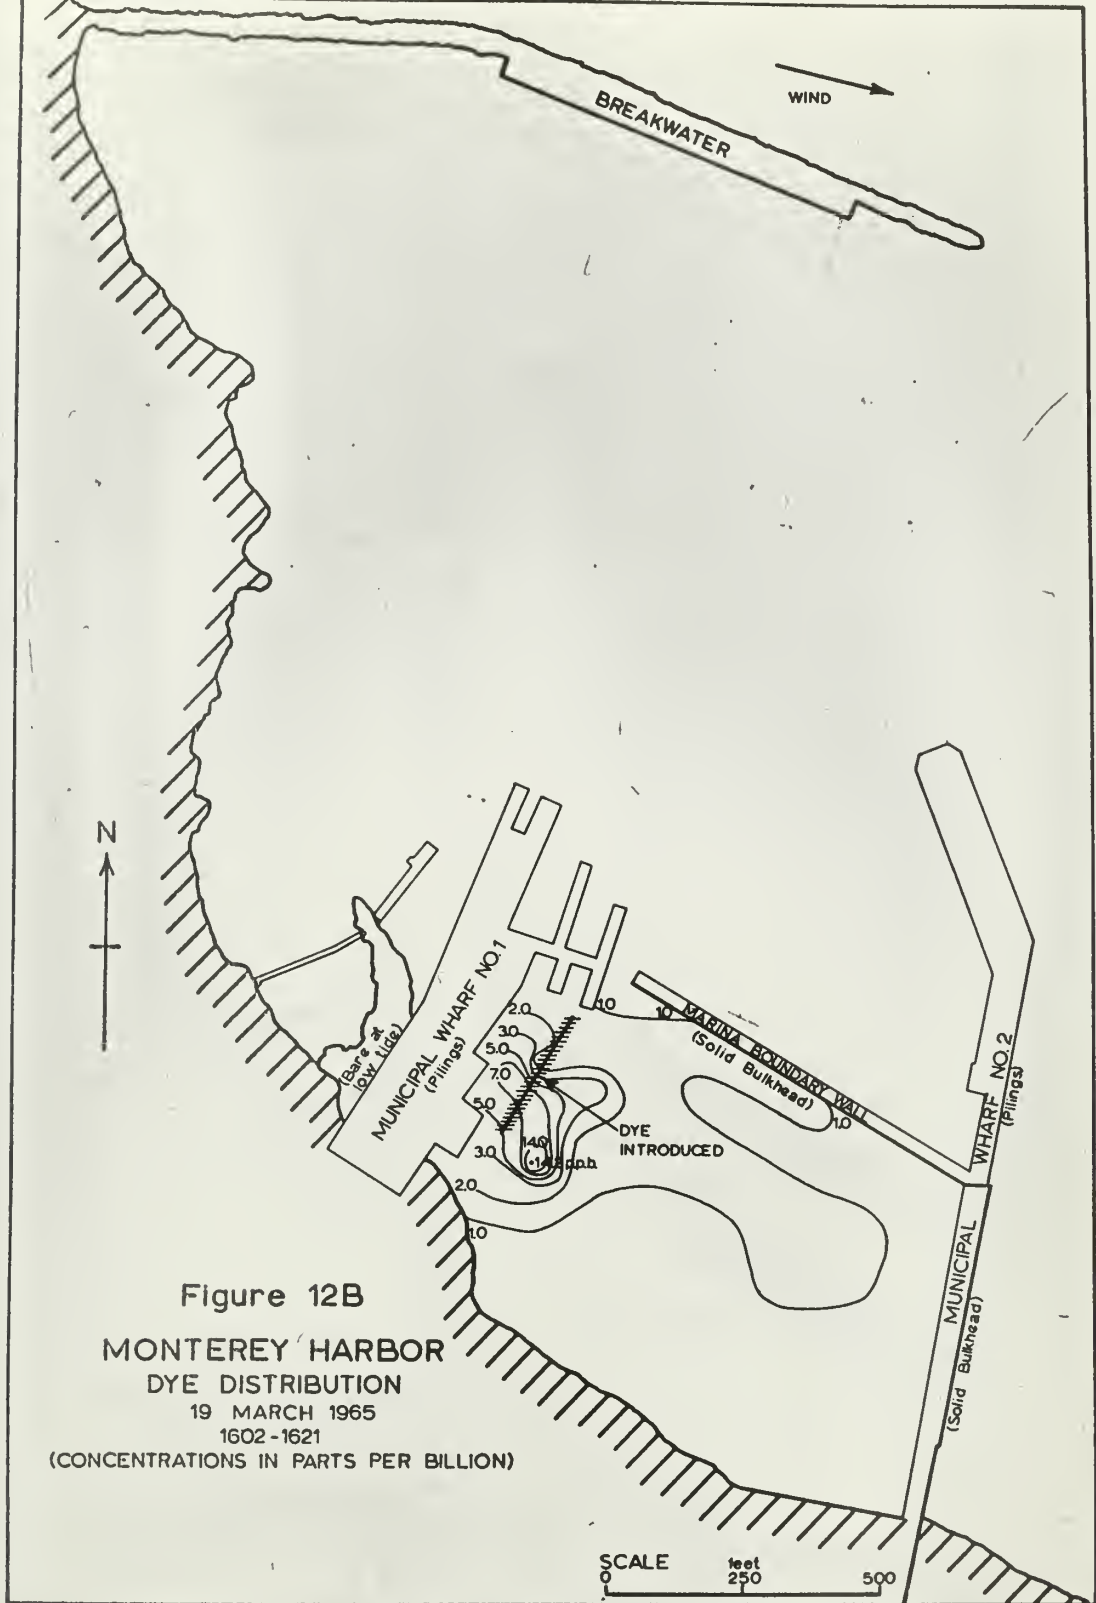 WIND
BREAKWATER
N
MUNICIPAL WHARF NO.1
(Pilings)
(Bare at
low tide)
2.0
3.0
5.0
7.0
5.0
3.0
2.0
1.0
14.0
p.p.b.
1.0
1.0
MARINA BOUNDARY WALL
(Solid Bulkhead)
1.0
DYE
INTRODUCED
WHARF NO.2
(Pilings)
MUNICIPAL
(Solid Bulkhead)
Figure 12B
MONTEREY HARBOR
DYE DISTRIBUTION
19 MARCH 1965
1602-1621
(CONCENTRATIONS IN PARTS PER BILLION)
SCALE feet
0 250 500